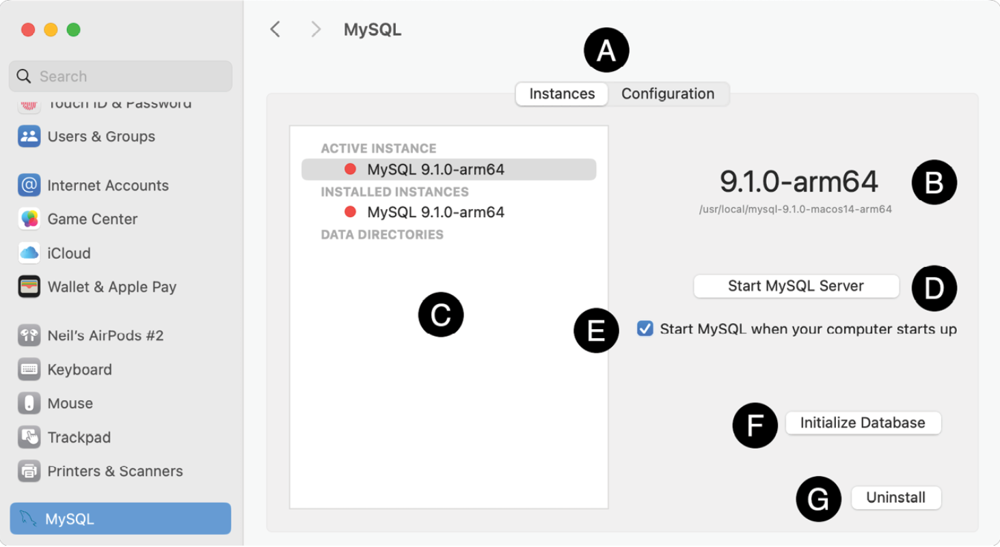 MySQL
A
Search
Touch ID & Password
Users & Groups
Internet Accounts
Game Center
iCloud
Wallet & Apple Pay
Neil's AirPods #2
Keyboard
Mouse
Trackpad
Printers & Scanners
MySQL
Instances Configuration
ACTIVE INSTANCE
MySQL 9.1.0-arm64
INSTALLED INSTANCES
MySQL 9.1.0-arm64
DATA DIRECTORIES
C
9.1.0-arm64 B
/usr/local/mysql-9.1.0-macos14-arm64
Start MySQL Server D
E Start MySQL when your computer starts up
F Initialize Database
G Uninstall